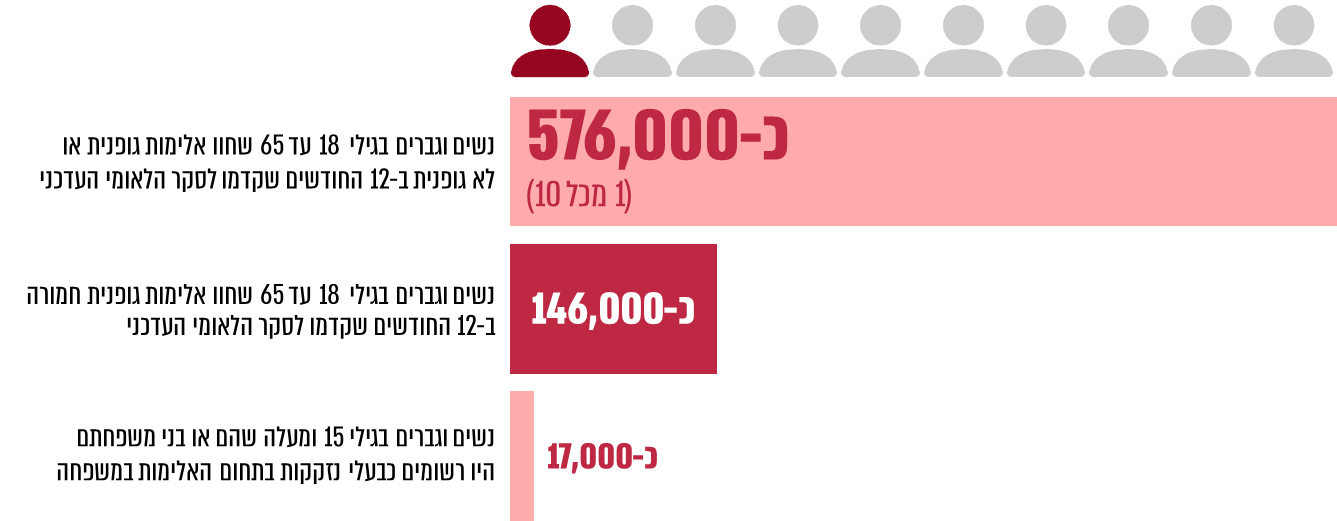 נשים וגברים בגילי 18 עד 65 שחוו אלימות גופנית או
לא גופנית ב-12 החודשים שקדמו לסקר הלאומי העדכני
כ-576,000
(1 מכל 10)
נשים וגברים בגילי 18 עד 65 שחוו אלימות גופנית חמורה
ב-12 החודשים שקדמו לסקר הלאומי העדכני
כ-146,000
נשים וגברים בגילי 15 ומעלה שהם או בני משפחתם
היו רשומים כבעלי נזקקות בתחום האלימות במשפחה
כ-17,000